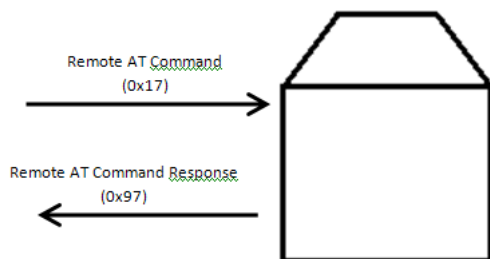 Remote AT Command
(0x17)
Remote AT Command Response
(0x97)